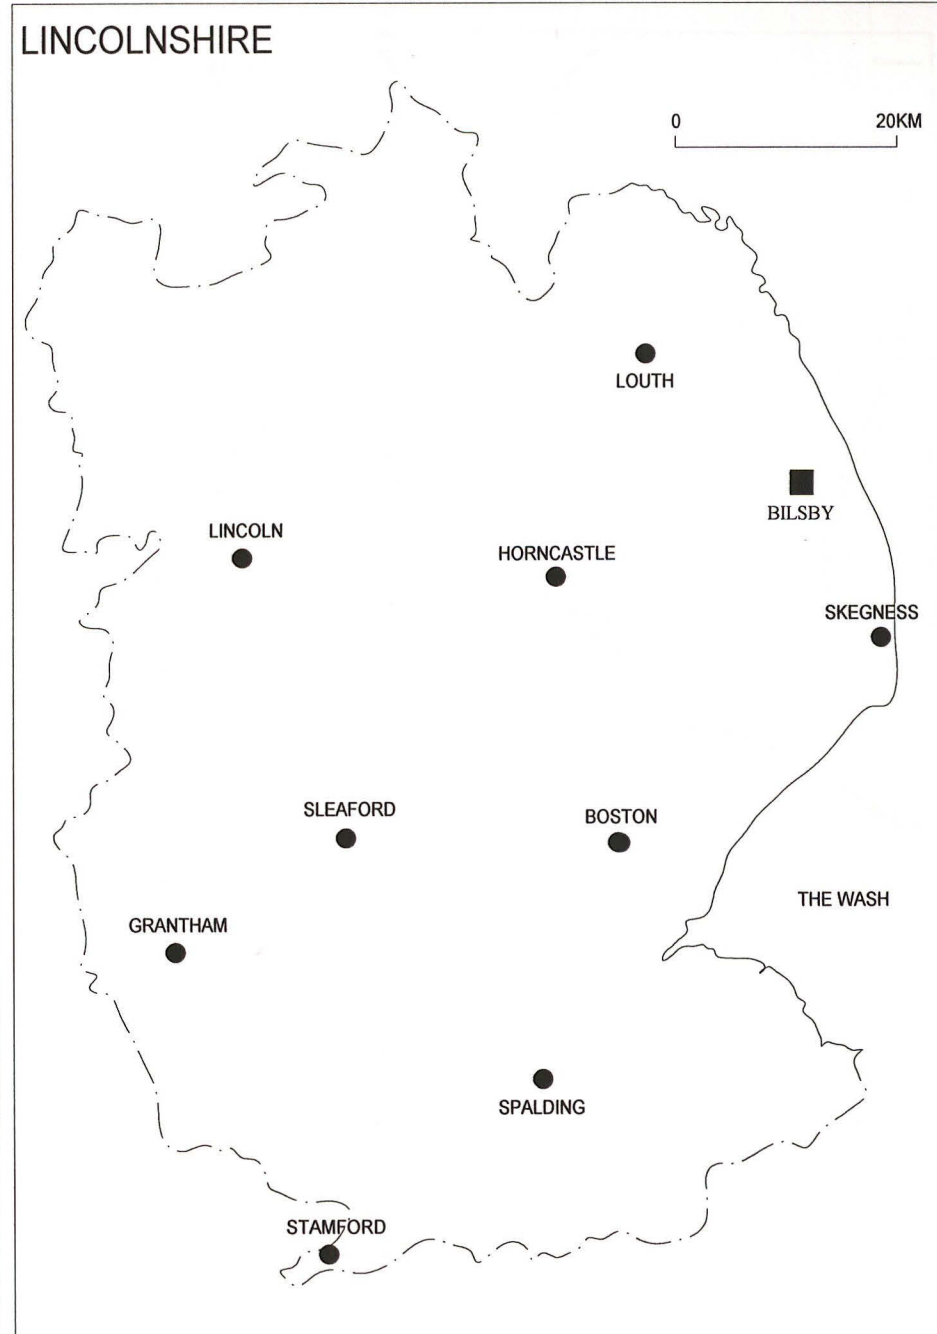 LINCOLNSHIRE
0 20KM
LOUTH
BILSBY
LINCOLN
HORNCASTLE
SKEGNESS
SLEAFORD
BOSTON
THE WASH
GRANTHAM
SPALDING
STAMFORD